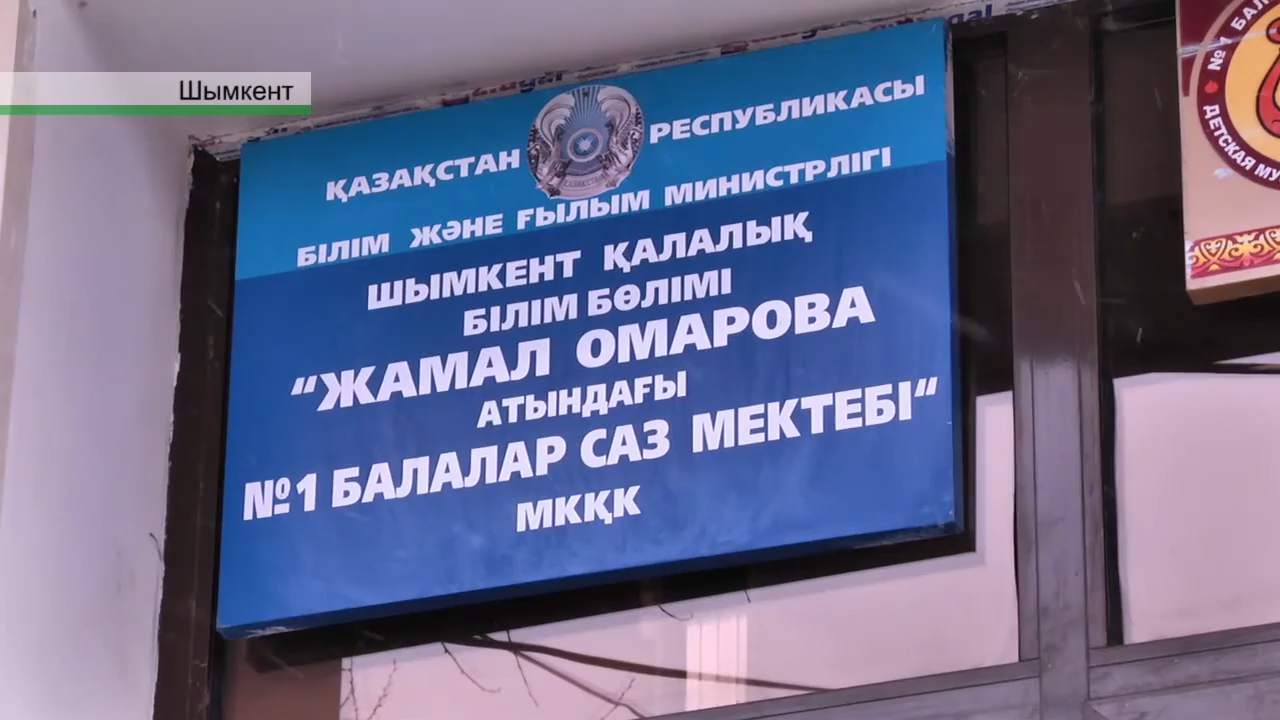 Шымкент
ҚАЗАҚСТАН РЕСПУБЛИКАСЫ
БІЛІМ ЖӘНЕ ҒЫЛЫМ МИНИСТРЛІГІ
ШЫМКЕНТ ҚАЛАЛЫҚ
БІЛІМ БӨЛІМІ
“ЖАМАЛ ОМАРОВА
АТЫНДАҒЫ
№1 БАЛАЛАР САЗ МЕКТЕБІ“
МКҚК
№1
ДЕТСКАЯ